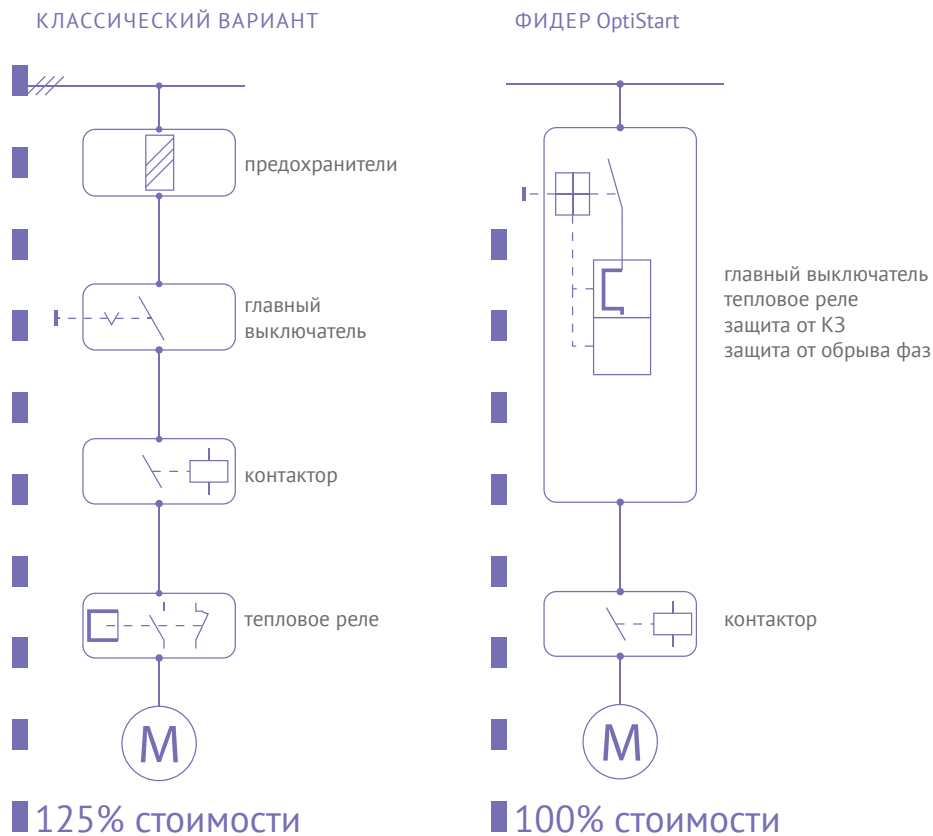 КЛАССИЧЕСКИЙ ВАРИАНТ
предохранители
главный
выключатель
контактор
тепловое реле
M
125% стоимости
ФИДЕР OptiStart
главный выключатель
тепловое реле
защита от КЗ
защита от обрыва фаз
контактор
M
100% стоимости